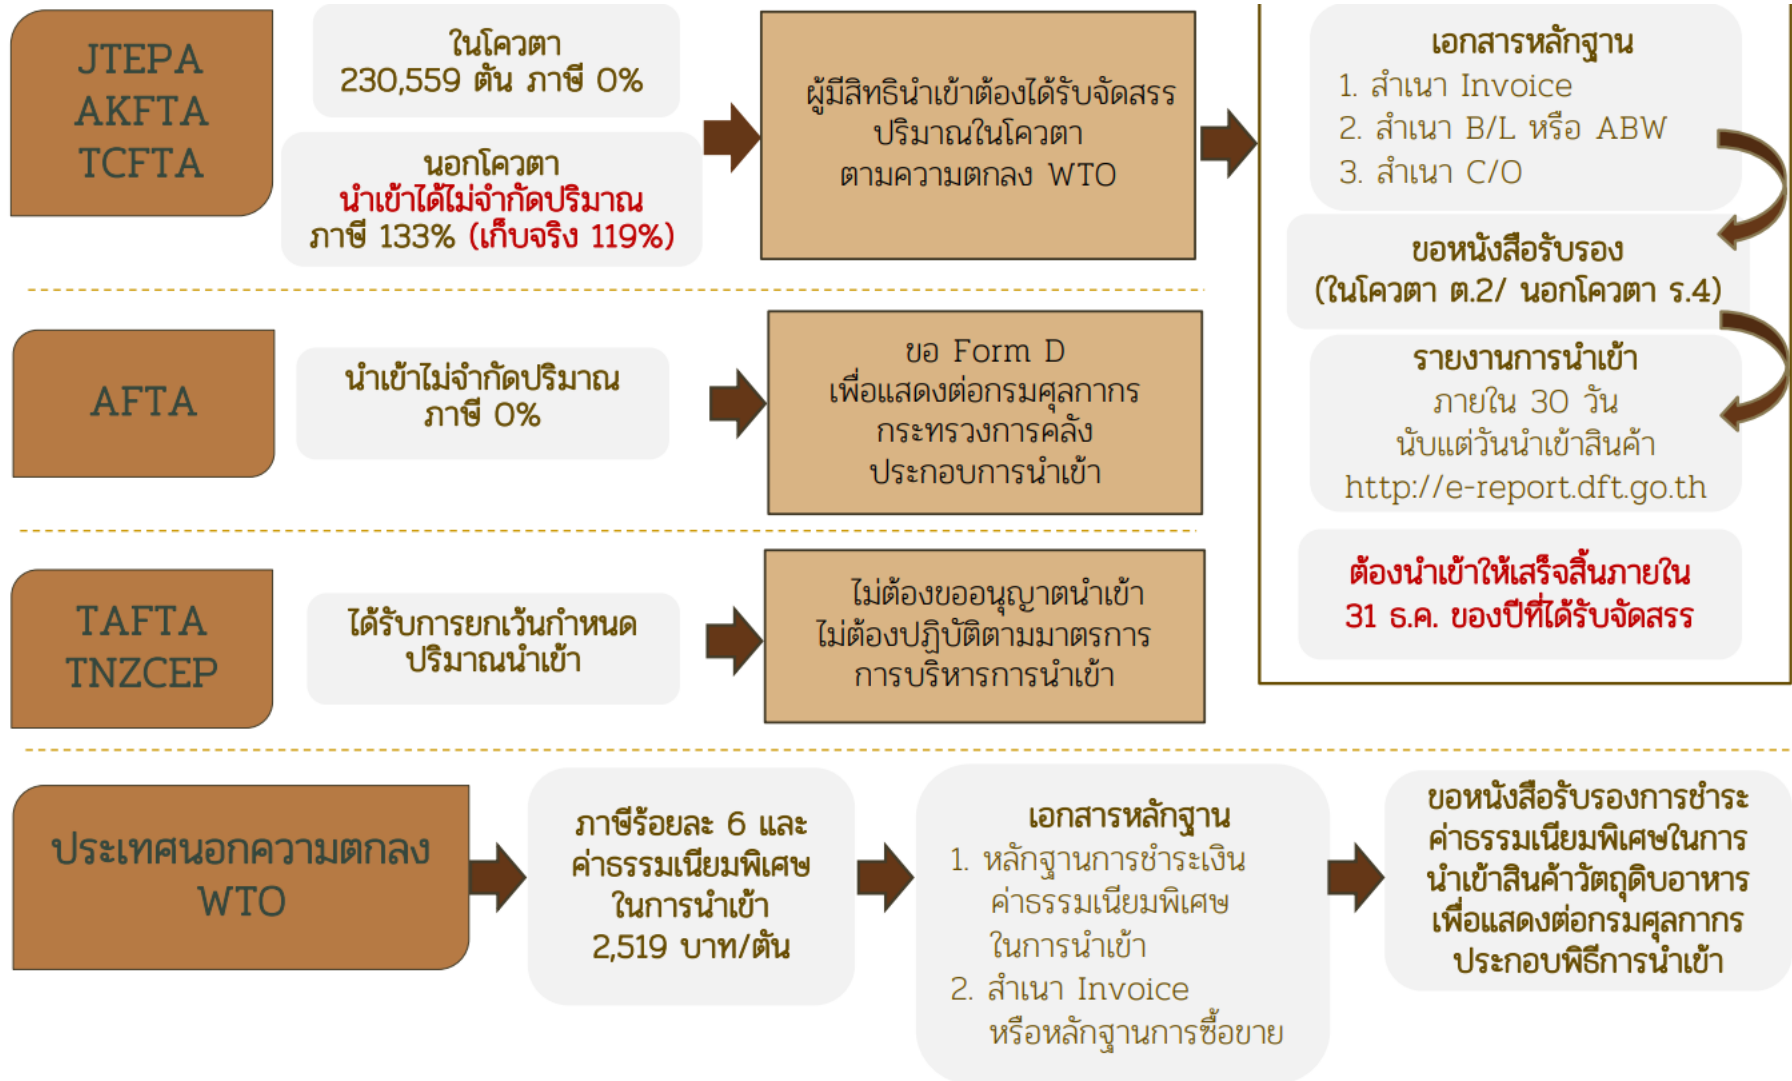 JTEPA
AKFTA
TCFTA
ในโควตา
230,559 ตัน ภาษี 0%
นอกโควตา
นำเข้าได้ไม่จำกัดปริมาณ
ภาษี 133% (เก็บจริง 119%)
ผู้มีสิทธินำเข้าต้องได้รับจัดสรร
ปริมาณในโควตา
ตามความตกลง WTO
เอกสารหลักฐาน
1. สำเนา Invoice
2. สำเนา B/L หรือ ABW
3. สำเนา C/O
ขอหนังสือรับรอง
(ในโควตา ต.2/ นอกโควตา ร.4)
รายงานการนำเข้า
ภายใน 30 วัน
นับแต่วันนำเข้าสินค้า
http://e-report.dft.go.th
ต้องนำเข้าให้เสร็จสิ้นภายใน
31 ธ.ค. ของปีที่ได้รับจัดสรร
AFTA
นำเข้าไม่จำกัดปริมาณ
ภาษี 0%
ขอ Form D
เพื่อแสดงต่อกรมศุลกากร
กระทรวงการคลัง
ประกอบการนำเข้า
TAFTA
TNZCEP
ได้รับการยกเว้นกำหนด
ปริมาณนำเข้า
ไม่ต้องขออนุญาตนำเข้า
ไม่ต้องปฏิบัติตามมาตรการ
การบริหารการนำเข้า
ประเทศนอกความตกลง
WTO
ภาษีร้อยละ 6 และ
ค่าธรรมเนียมพิเศษ
ในการนำเข้า
2,519 บาท/ตัน
เอกสารหลักฐาน
1. หลักฐานการชำระเงิน
ค่าธรรมเนียมพิเศษ
ในการนำเข้า
2. สำเนา Invoice
หรือหลักฐานการซื้อขาย
ขอหนังสือรับรองการชำระ
ค่าธรรมเนียมพิเศษในการ
นำเข้าสินค้าวัตถุดิบอาหาร
เพื่อแสดงต่อกรมศุลกากร
ประกอบพิธีการนำเข้า